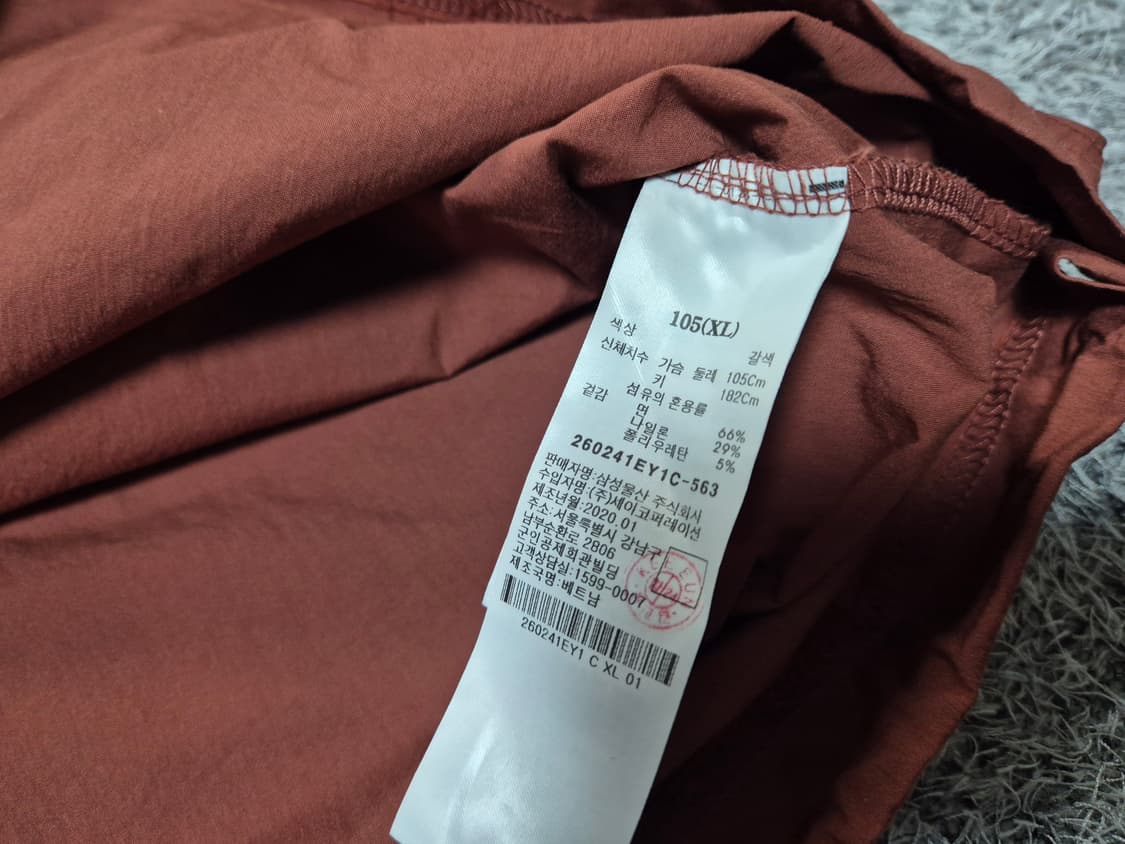 105(XL)
색상 갈색
신체치수 가슴 둘레 105Cm
키 182Cm
섬유의 혼용률
겉감
면 66%
나일론 29%
폴리우레탄 5%
260241EY1C-563
판매자명:삼성물산 주식회사
수입자명:(주)세이코퍼레이션
제조년월:2020.01
주소:서울특별시 강남구
남부순환로 2806
군인공제회관빌딩
고객상담실:1599-0007
제조국명:베트남
260241EY1 C XL 01